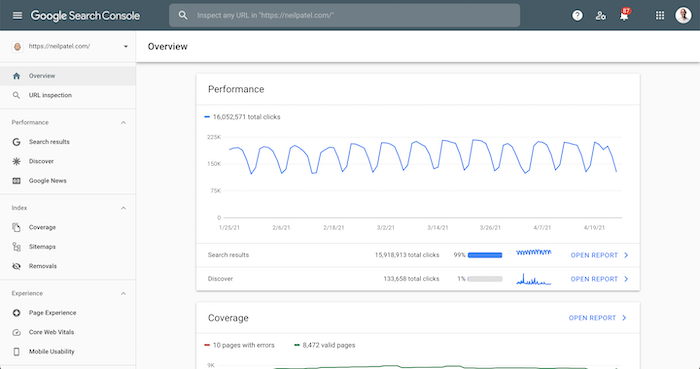 Google Search Console
Inspect any URL in "https://neilpatel.com/"
87
https://neilpatel.com/
Overview
Overview
URL inspection
Performance
Search results
Discover
Google News
Index
Coverage
Sitemaps
Removals
Experience
Page Experience
Core Web Vitals
Mobile Usability
Performance
16,052,571 total clicks
225K
150K
75K
0
1/25/21 2/6/21 2/18/21 3/2/21 3/14/21 3/26/21 4/7/21 4/19/21
Search results 15,918,913 total clicks 99% OPEN REPORT
Discover 133,658 total clicks 1% OPEN REPORT
Coverage OPEN REPORT
10 pages with errors 8,472 valid pages
9K